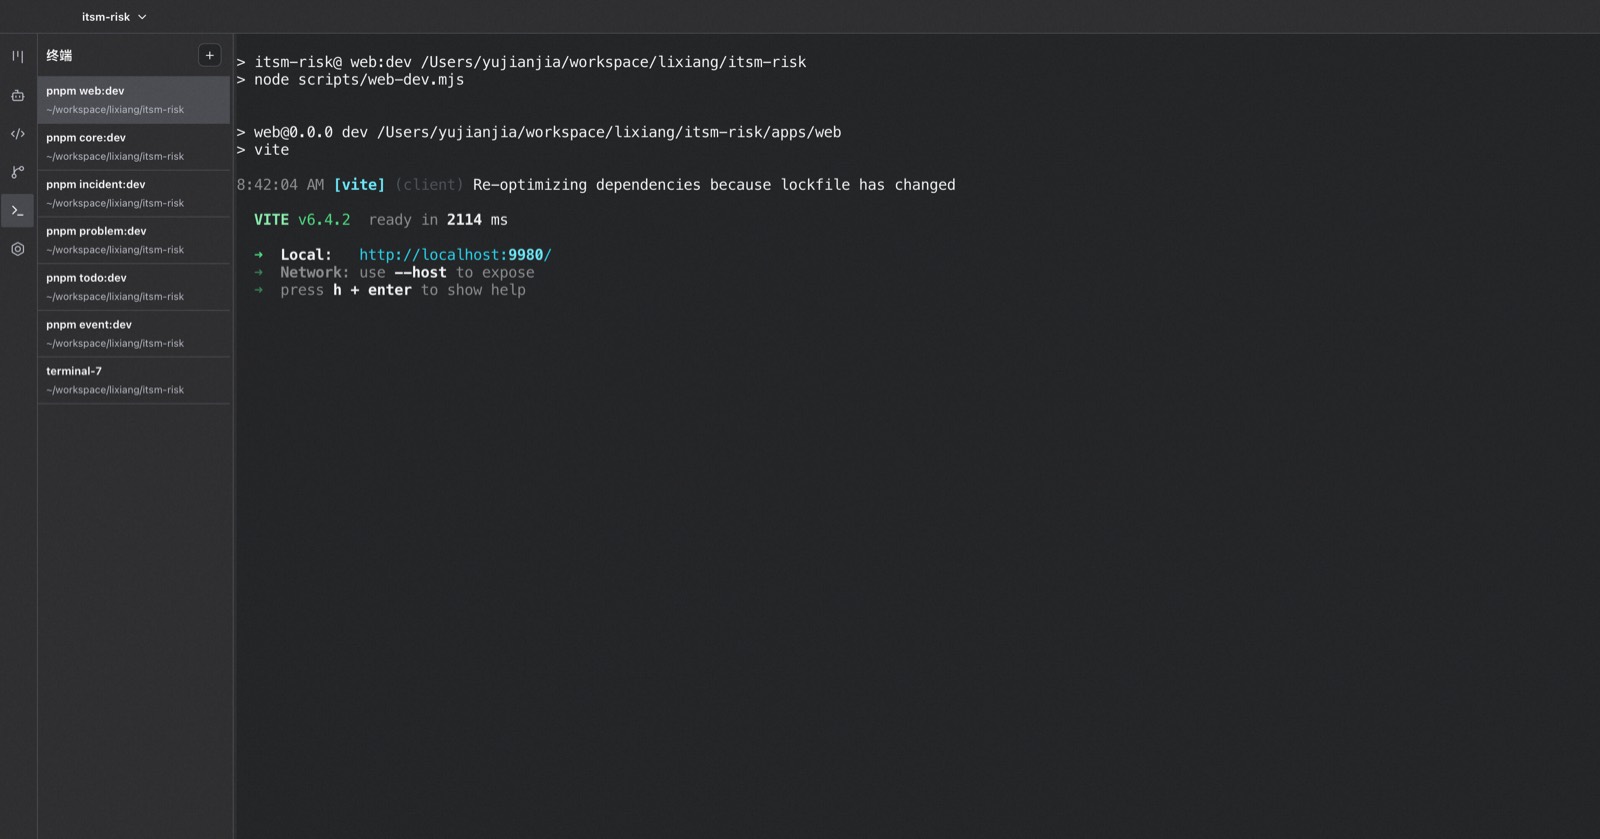 itsm-risk
终端
+
pnpm web:dev
~/workspace/lixiang/itsm-risk
pnpm core:dev
~/workspace/lixiang/itsm-risk
pnpm incident:dev
~/workspace/lixiang/itsm-risk
pnpm problem:dev
~/workspace/lixiang/itsm-risk
pnpm todo:dev
~/workspace/lixiang/itsm-risk
pnpm event:dev
~/workspace/lixiang/itsm-risk
terminal-7
~/workspace/lixiang/itsm-risk
> itsm-risk@ web:dev /Users/yujianjia/workspace/lixiang/itsm-risk
> node scripts/web-dev.mjs
> web@0.0.0 dev /Users/yujianjia/workspace/lixiang/itsm-risk/apps/web
> vite
8:42:04 AM [vite] (client) Re-optimizing dependencies because lockfile has changed
VITE v6.4.2  ready in 2114 ms
➜  Local:   http://localhost:9980/
➜  Network: use --host to expose
➜  press h + enter to show help